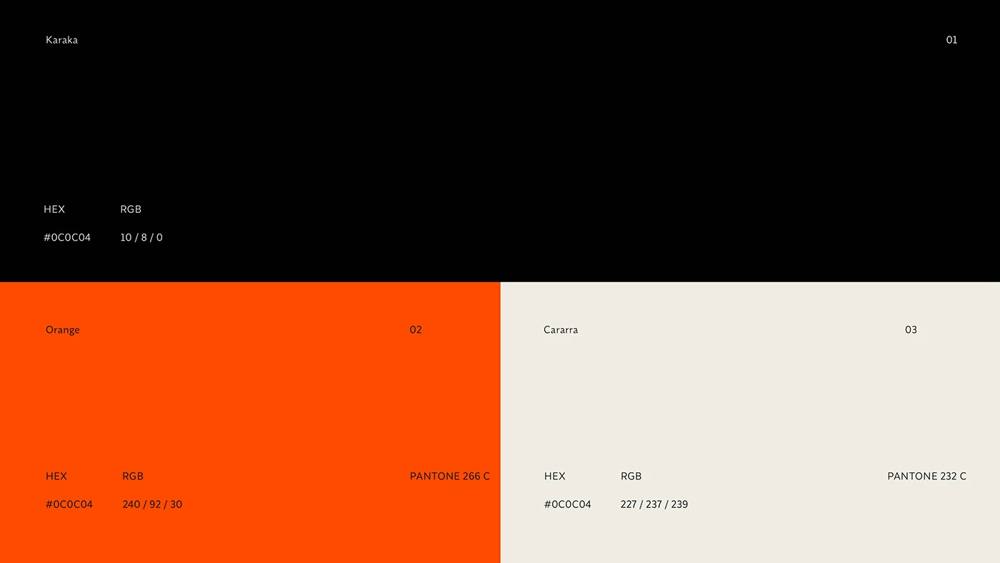 Karaka 01
HEX RGB
#0C0C04 10 / 8 / 0
Orange 02
HEX RGB PANTONE 266 C
#0C0C04 240 / 92 / 30
Cararra 03
HEX RGB PANTONE 232 C
#0C0C04 227 / 237 / 239